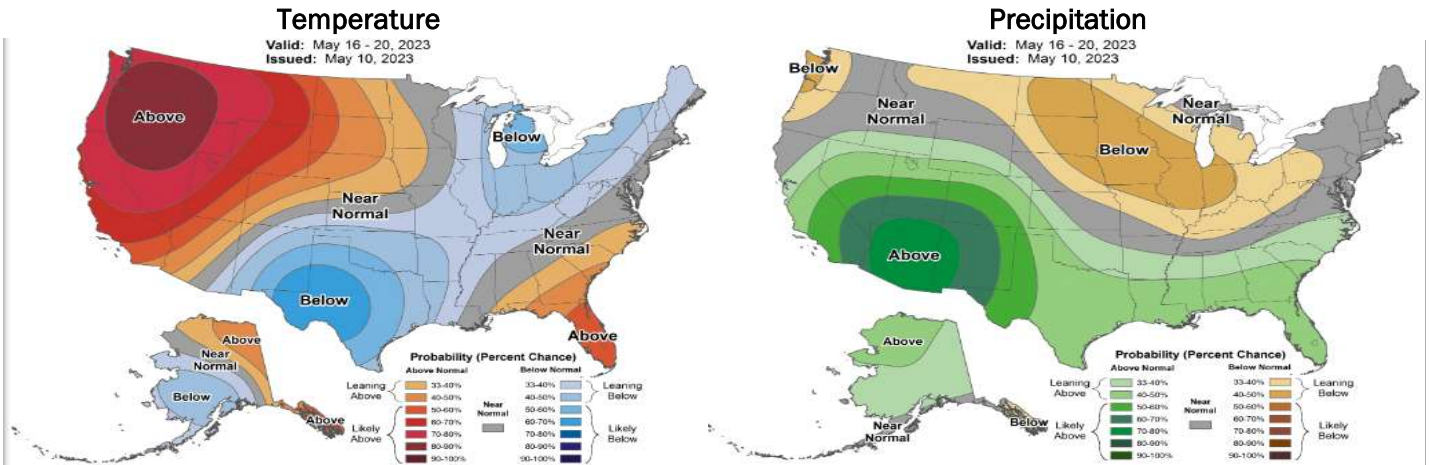 Temperature
Valid: May 16 - 20, 2023
Issued: May 10, 2023
Above
Below
Near
Normal
Near
Normal
Below
Above
Above
Near
Normal
Below
Above
Probability (Percent Chance)
Above Normal
Below Normal
Leaning
Above
33-40%
40-50%
Likely
Above
50-60%
60-70%
70-80%
80-90%
90-100%
Near
Normal
33-40%
40-50%
Leaning
Below
50-60%
60-70%
70-80%
80-90%
90-100%
Likely
Below
Precipitation
Valid: May 16 - 20, 2023
Issued: May 10, 2023
Below
Near
Normal
Near
Normal
Below
Above
Above
Near
Normal
Below
Probability (Percent Chance)
Above Normal
Below Normal
Leaning
Above
33-40%
40-50%
Likely
Above
50-60%
60-70%
70-80%
80-90%
90-100%
Near
Normal
33-40%
40-50%
Leaning
Below
50-60%
60-70%
70-80%
80-90%
90-100%
Likely
Below